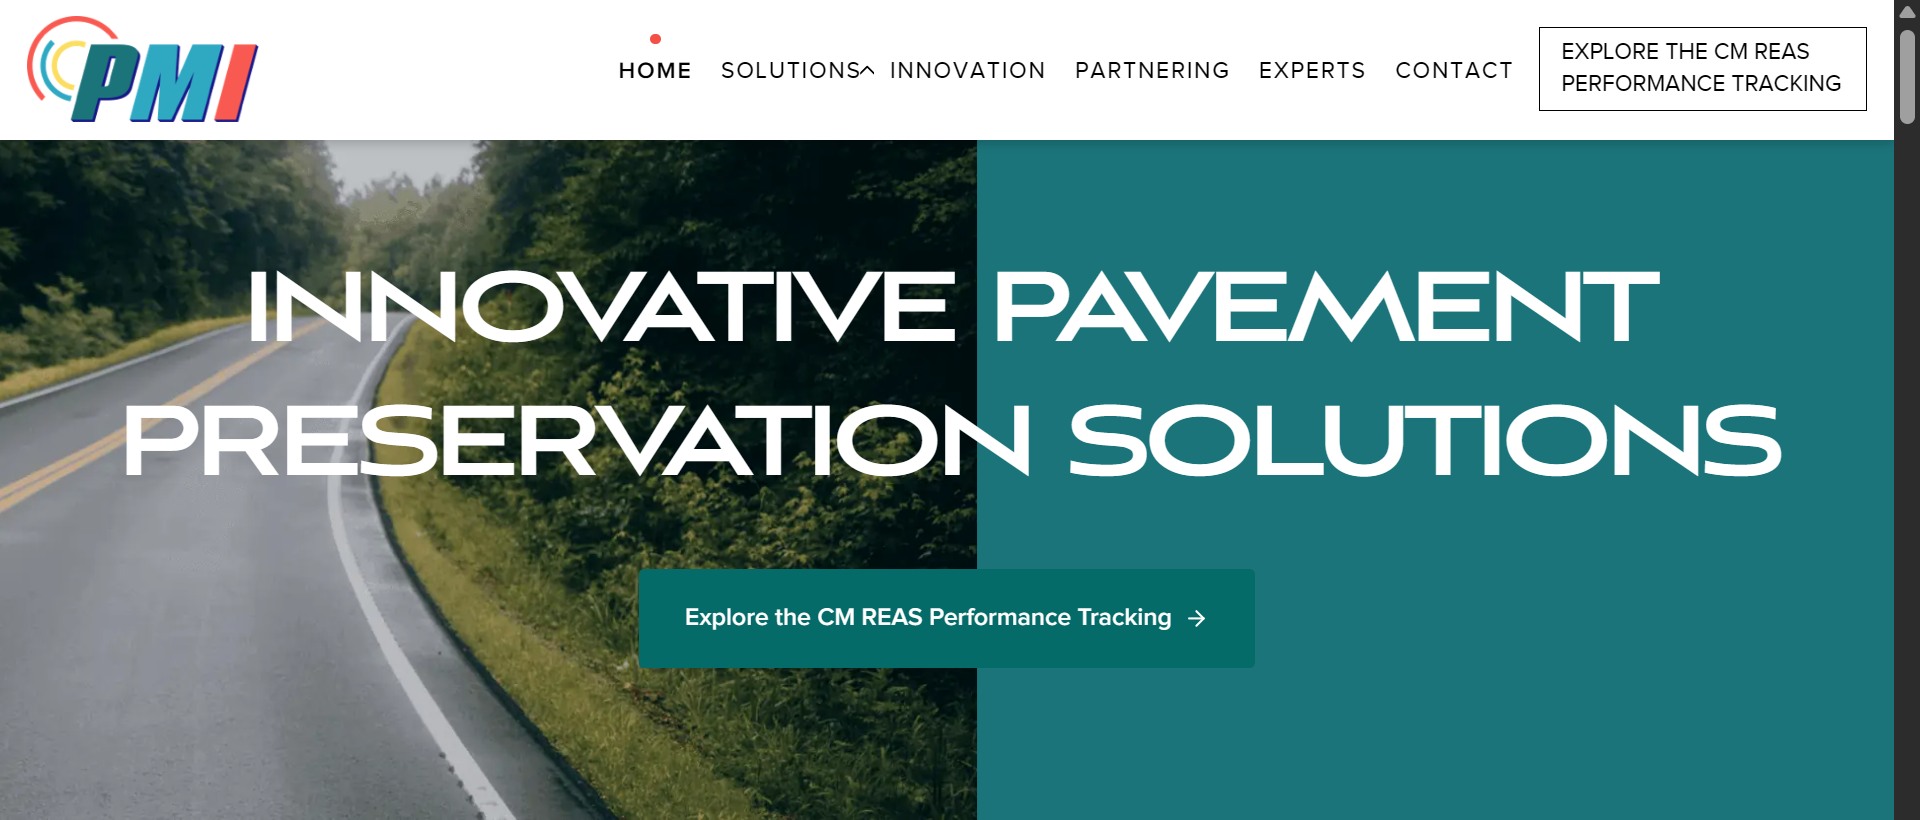 PMI
HOME SOLUTIONS INNOVATION PARTNERING EXPERTS CONTACT
EXPLORE THE CM REAS
PERFORMANCE TRACKING
INNOVATIVE PAVEMENT
PRESERVATION SOLUTIONS
Explore the CM REAS Performance Tracking →